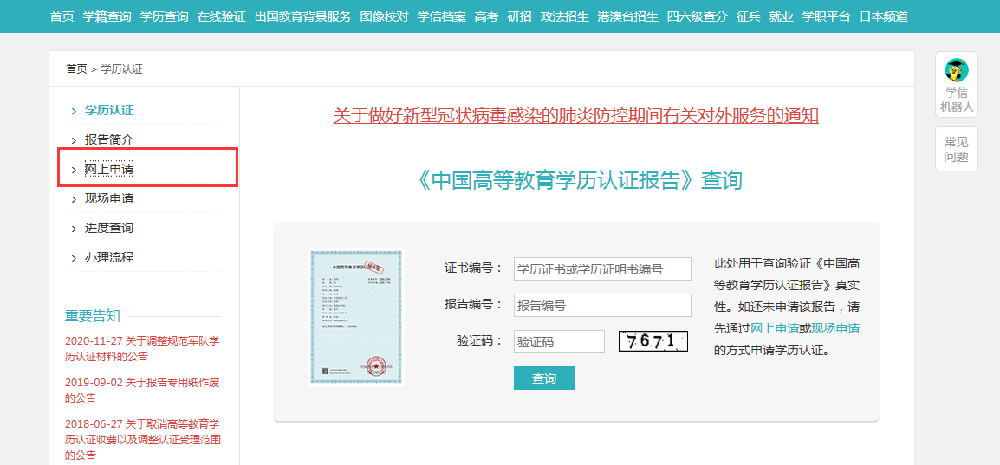 首页 学籍查询 学历查询 在线验证 出国教育背景服务 图像校对 学信档案 高考 研招 政法招生 港澳台招生 四六级查分 征兵 就业 学职平台 日本频道
首页 > 学历认证
学信
机器人
常见
问题
学历认证
报告简介
网上申请
现场申请
进度查询
办理流程
重要告知
2020-11-27 关于调整规范军队学
历认证材料的公告
2019-09-02 关于报告专用纸作废
的公告
2018-06-27 关于取消高等教育学
历认证收费以及调整认证受理范围
的公告
关于做好新型冠状病毒感染的肺炎防控期间有关对外服务的通知
《中国高等教育学历认证报告》查询
证书编号： 学历证书或学历证明书编号
报告编号： 报告编号
验证码： 验证码 7671
查询
此处用于查询验证《中国高
等教育学历认证报告》真实
性。如还未申请该报告，请
先通过网上申请或现场申请
的方式申请学历认证。